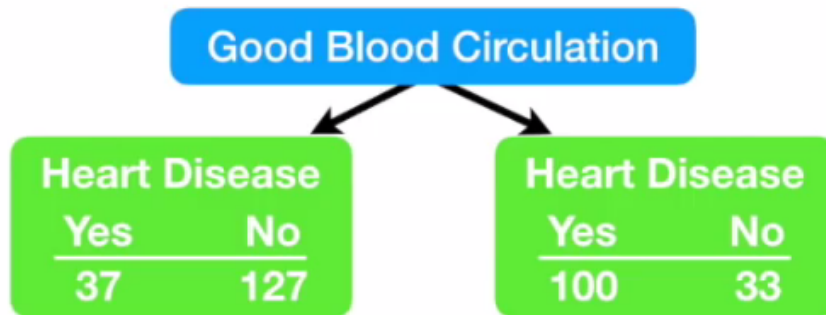 Good Blood Circulation
Heart Disease
Yes No
37 127
Heart Disease
Yes No
100 33